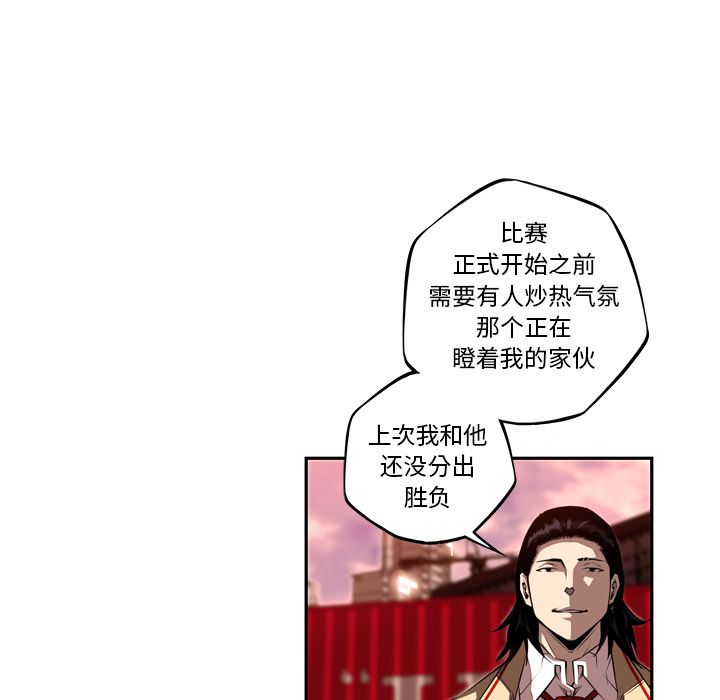 比赛
正式开始之前
需要有人炒热气氛
那个正在
瞪着我的家伙
上次我和他
还没分出
胜负